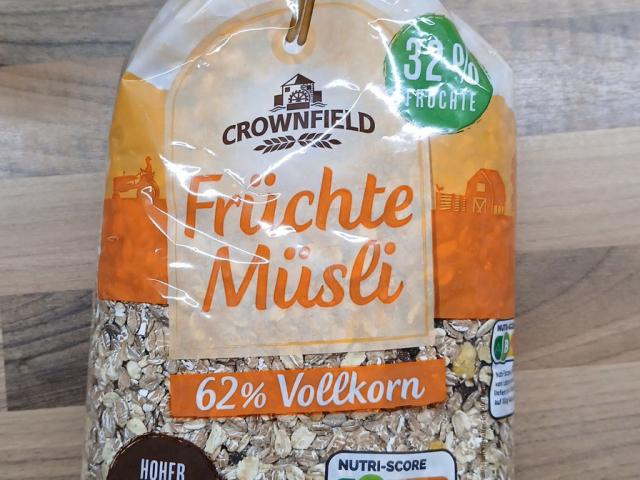 32%
FRÜCHTE
CROWNFIELD
Früchte
Müsli
62% Vollkorn
HOHER
NUTRI-SCORE